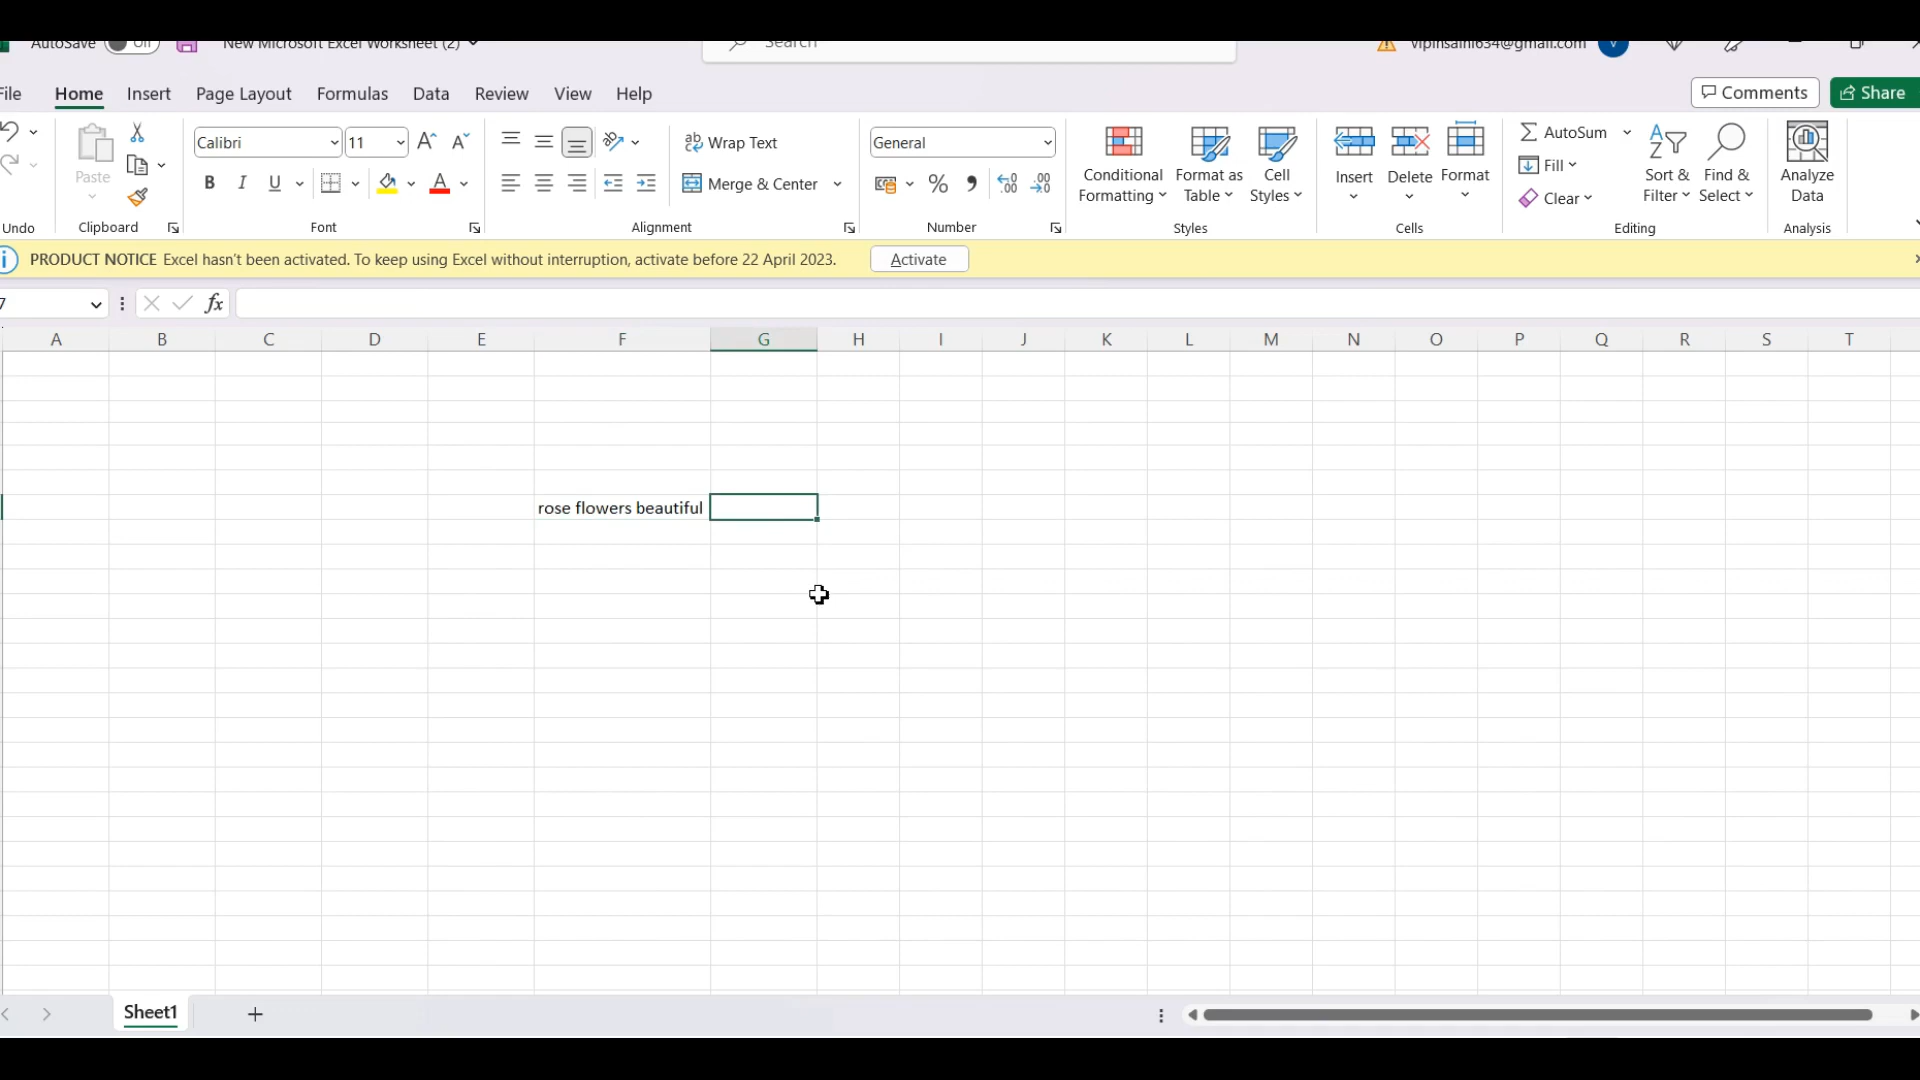 AutoSave Off New Microsoft Excel Worksheet (2) Search vipinsaini634@gmail.com V
File Home Insert Page Layout Formulas Data Review View Help Comments Share
Calibri 11 Wrap Text General AutoSum
Paste Conditional Format as Cell Insert Delete Format Fill Sort & Find & Analyze
B I U A Merge & Center % Formatting Table Styles Clear Filter Select Data
Undo Clipboard Font Alignment Number Styles Cells Editing Analysis
PRODUCT NOTICE Excel hasn't been activated. To keep using Excel without interruption, activate before 22 April 2023. Activate
7 fx
A B C D E F G H I J K L M N O P Q R S T
rose flowers beautiful
Sheet1